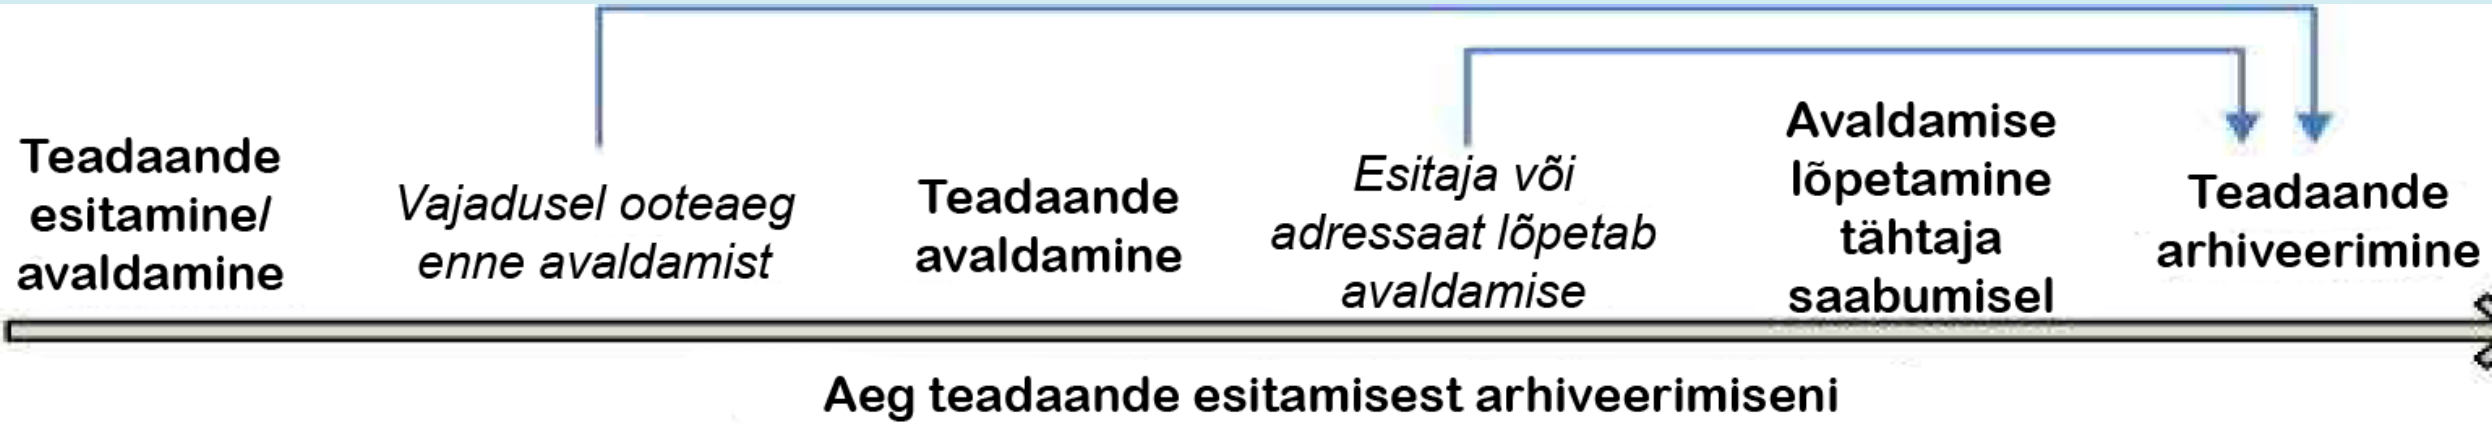 Teadaande
esitamine/
avaldamine
Vajadusel ooteaeg
enne avaldamist
Teadaande
avaldamine
Esitaja või
adressaat lõpetab
avaldamise
Avaldamise
lõpetamine
tähtaja
saabumisel
Teadaande
arhiveerimine
Aeg teadaande esitamisest arhiveerimiseni